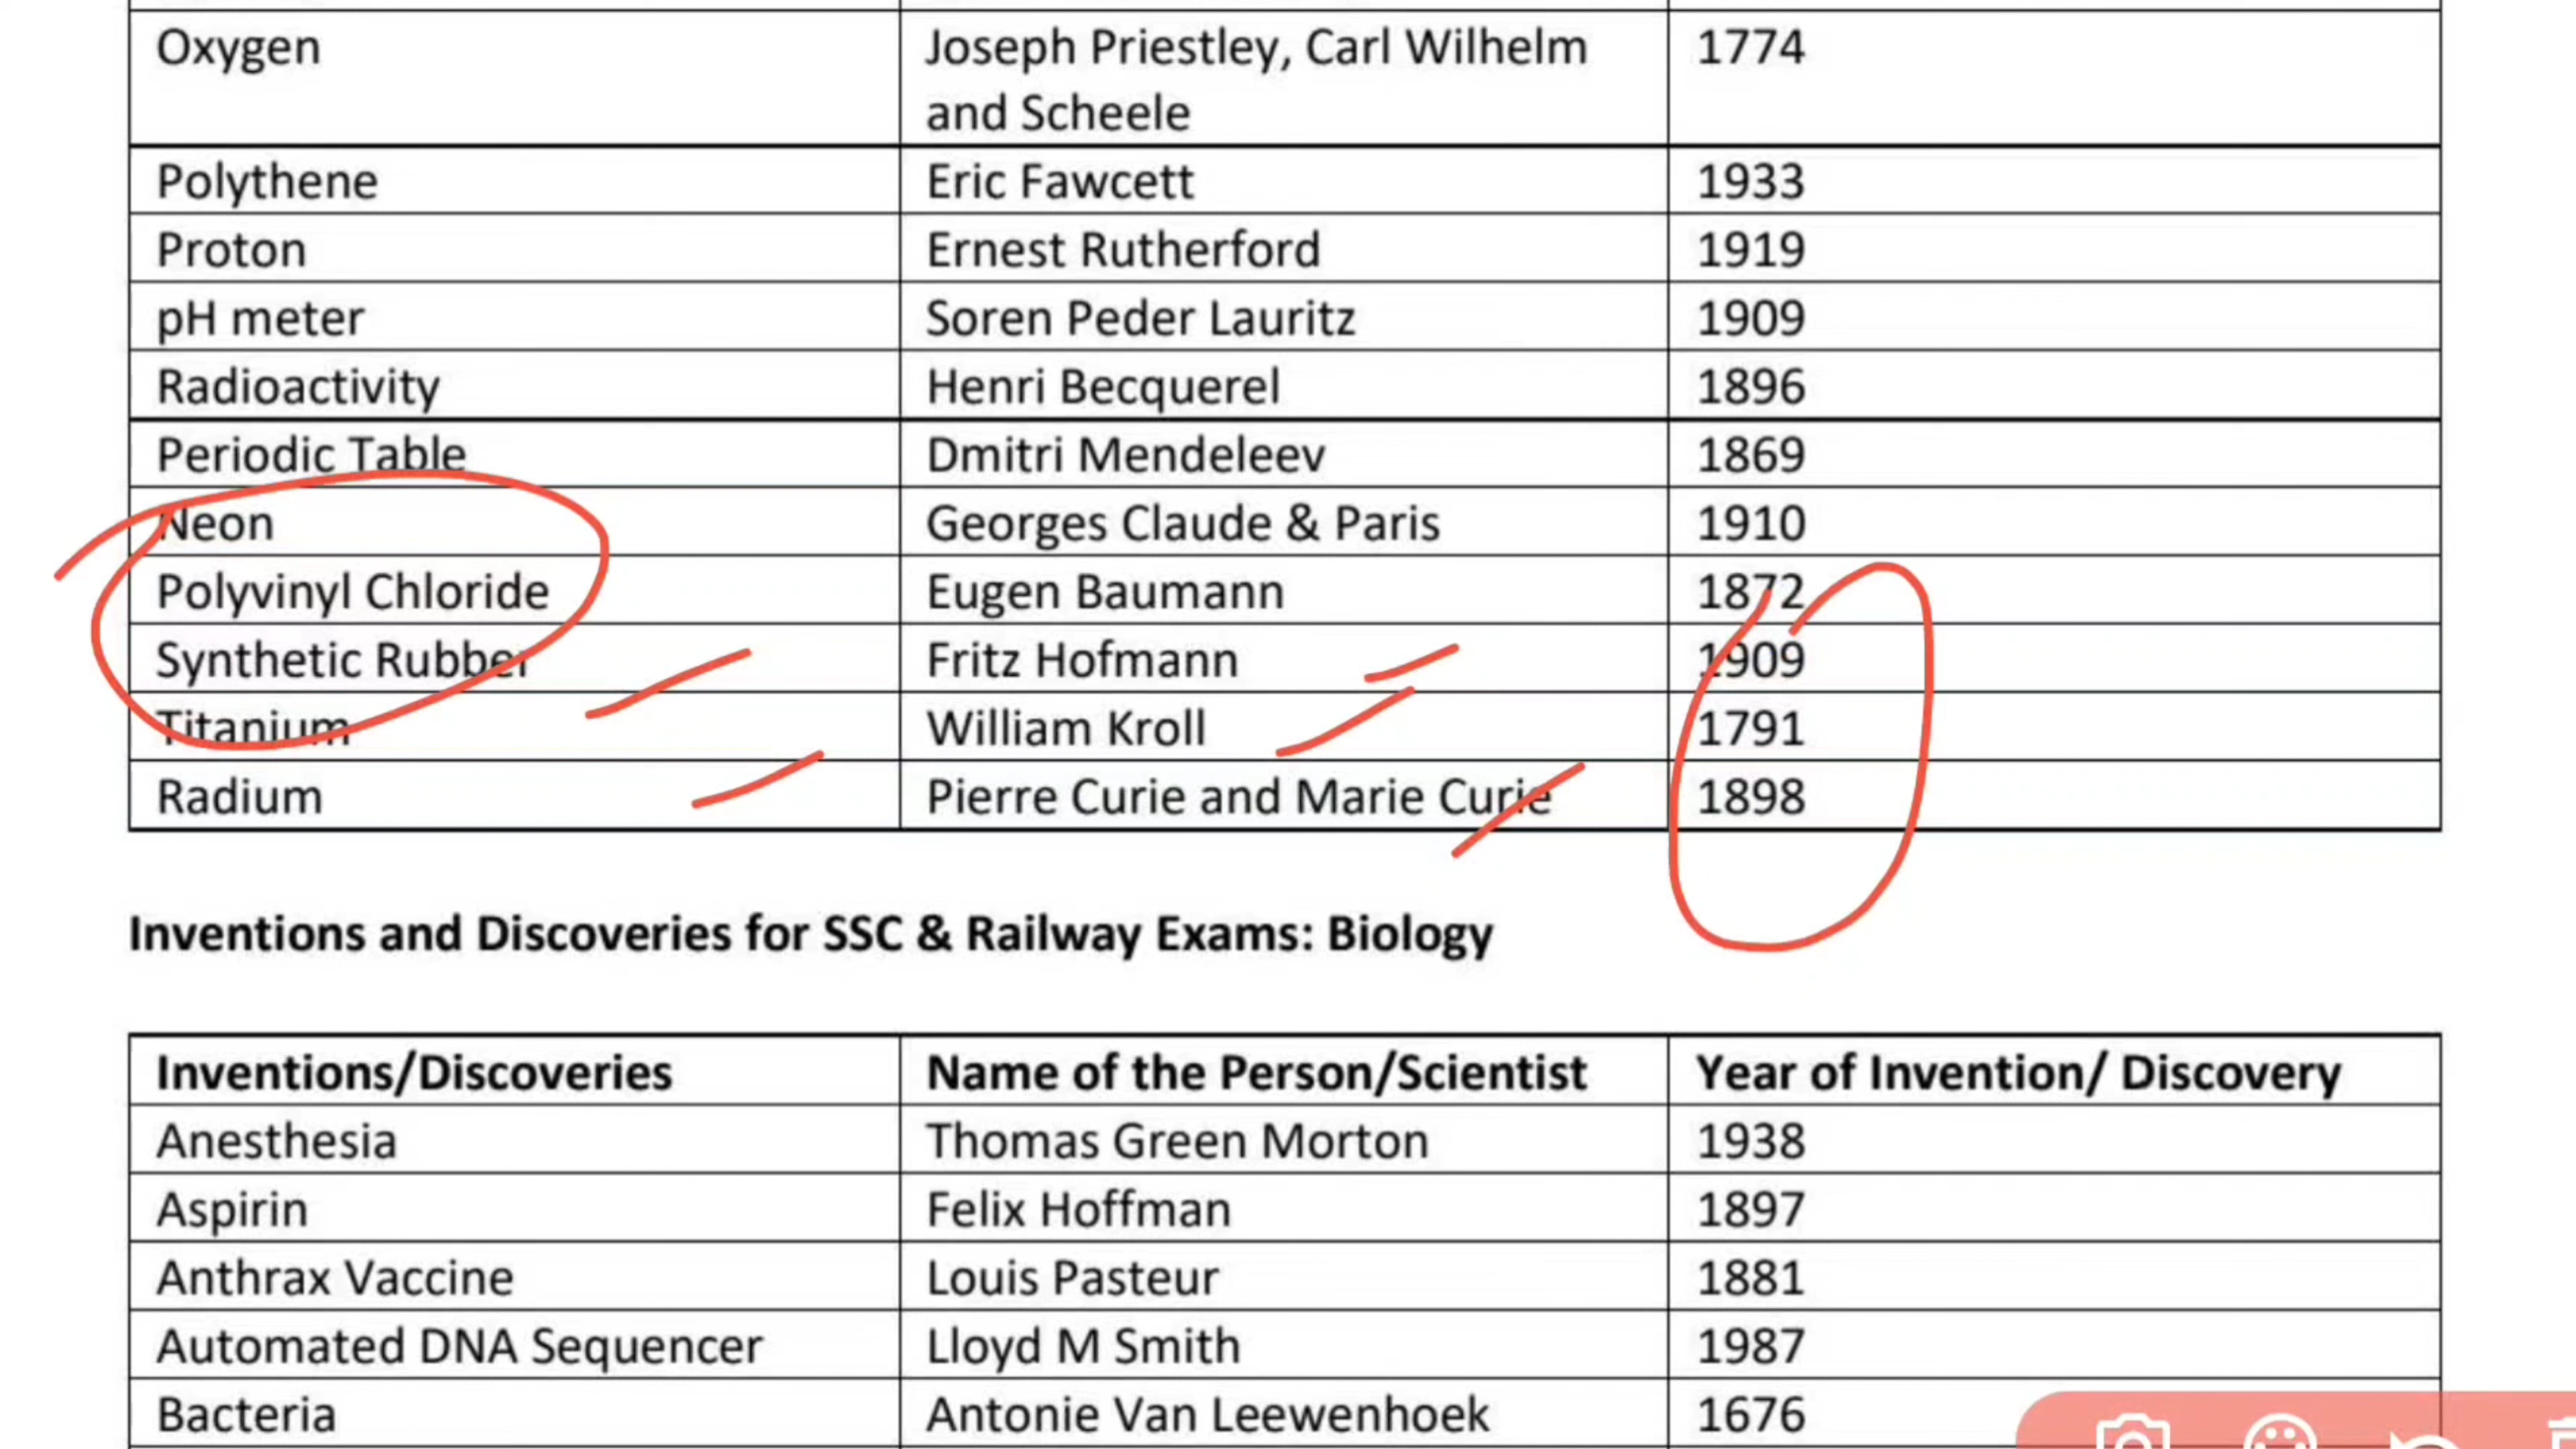 Oxygen Joseph Priestley, Carl Wilhelm 1774
and Scheele
Polythene Eric Fawcett 1933
Proton Ernest Rutherford 1919
pH meter Soren Peder Lauritz 1909
Radioactivity Henri Becquerel 1896
Periodic Table Dmitri Mendeleev 1869
Neon Georges Claude & Paris 1910
Polyvinyl Chloride Eugen Baumann 1872
Synthetic Rubber Fritz Hofmann 1909
Titanium William Kroll 1791
Radium Pierre Curie and Marie Curie 1898
Inventions and Discoveries for SSC & Railway Exams: Biology
Inventions/Discoveries Name of the Person/Scientist Year of Invention/ Discovery
Anesthesia Thomas Green Morton 1938
Aspirin Felix Hoffman 1897
Anthrax Vaccine Louis Pasteur 1881
Automated DNA Sequencer Lloyd M Smith 1987
Bacteria Antonie Van Leewenhoek 1676